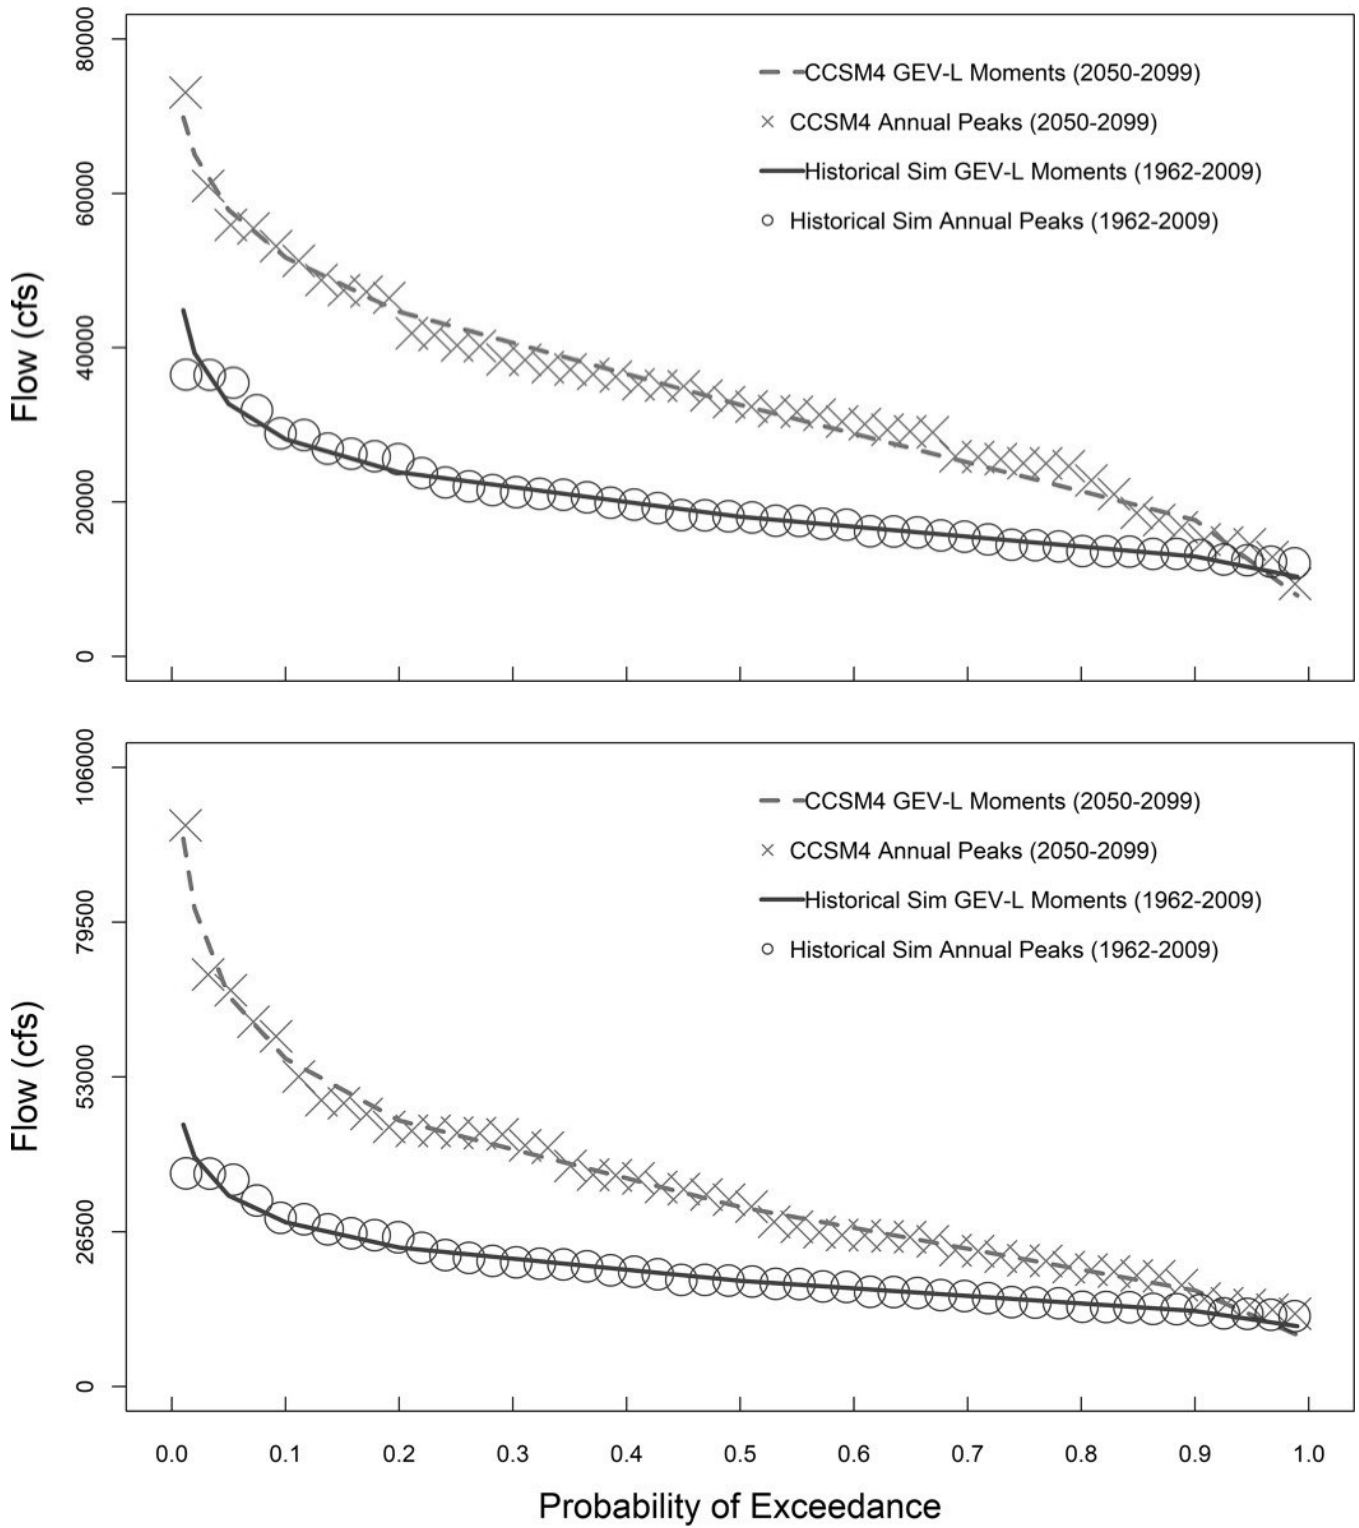 80000
60000
40000
20000
0
Flow (cfs)
CCSM4 GEV-L Moments (2050-2099)
CCSM4 Annual Peaks (2050-2099)
Historical Sim GEV-L Moments (1962-2009)
Historical Sim Annual Peaks (1962-2009)
106000
79500
53000
26500
0
Flow (cfs)
CCSM4 GEV-L Moments (2050-2099)
CCSM4 Annual Peaks (2050-2099)
Historical Sim GEV-L Moments (1962-2009)
Historical Sim Annual Peaks (1962-2009)
0.0 0.1 0.2 0.3 0.4 0.5 0.6 0.7 0.8 0.9 1.0
Probability of Exceedance